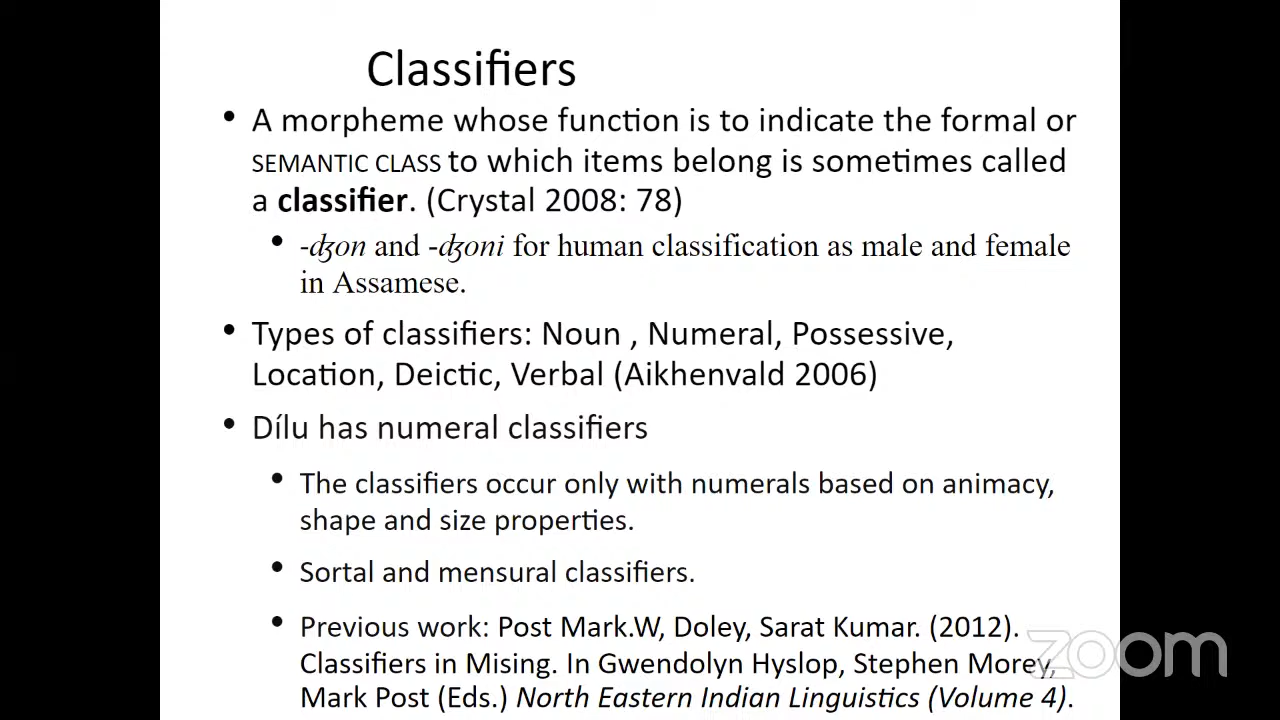 Classifiers
• A morpheme whose function is to indicate the formal or
SEMANTIC CLASS to which items belong is sometimes called
a classifier. (Crystal 2008: 78)
• -ʤon and -ʤoni for human classification as male and female
in Assamese.
• Types of classifiers: Noun , Numeral, Possessive,
Location, Deictic, Verbal (Aikhenvald 2006)
• Dílu has numeral classifiers
• The classifiers occur only with numerals based on animacy,
shape and size properties.
• Sortal and mensural classifiers.
• Previous work: Post Mark.W, Doley, Sarat Kumar. (2012).
Classifiers in Mising. In Gwendolyn Hyslop, Stephen Morey,
Mark Post (Eds.) North Eastern Indian Linguistics (Volume 4).
zoom